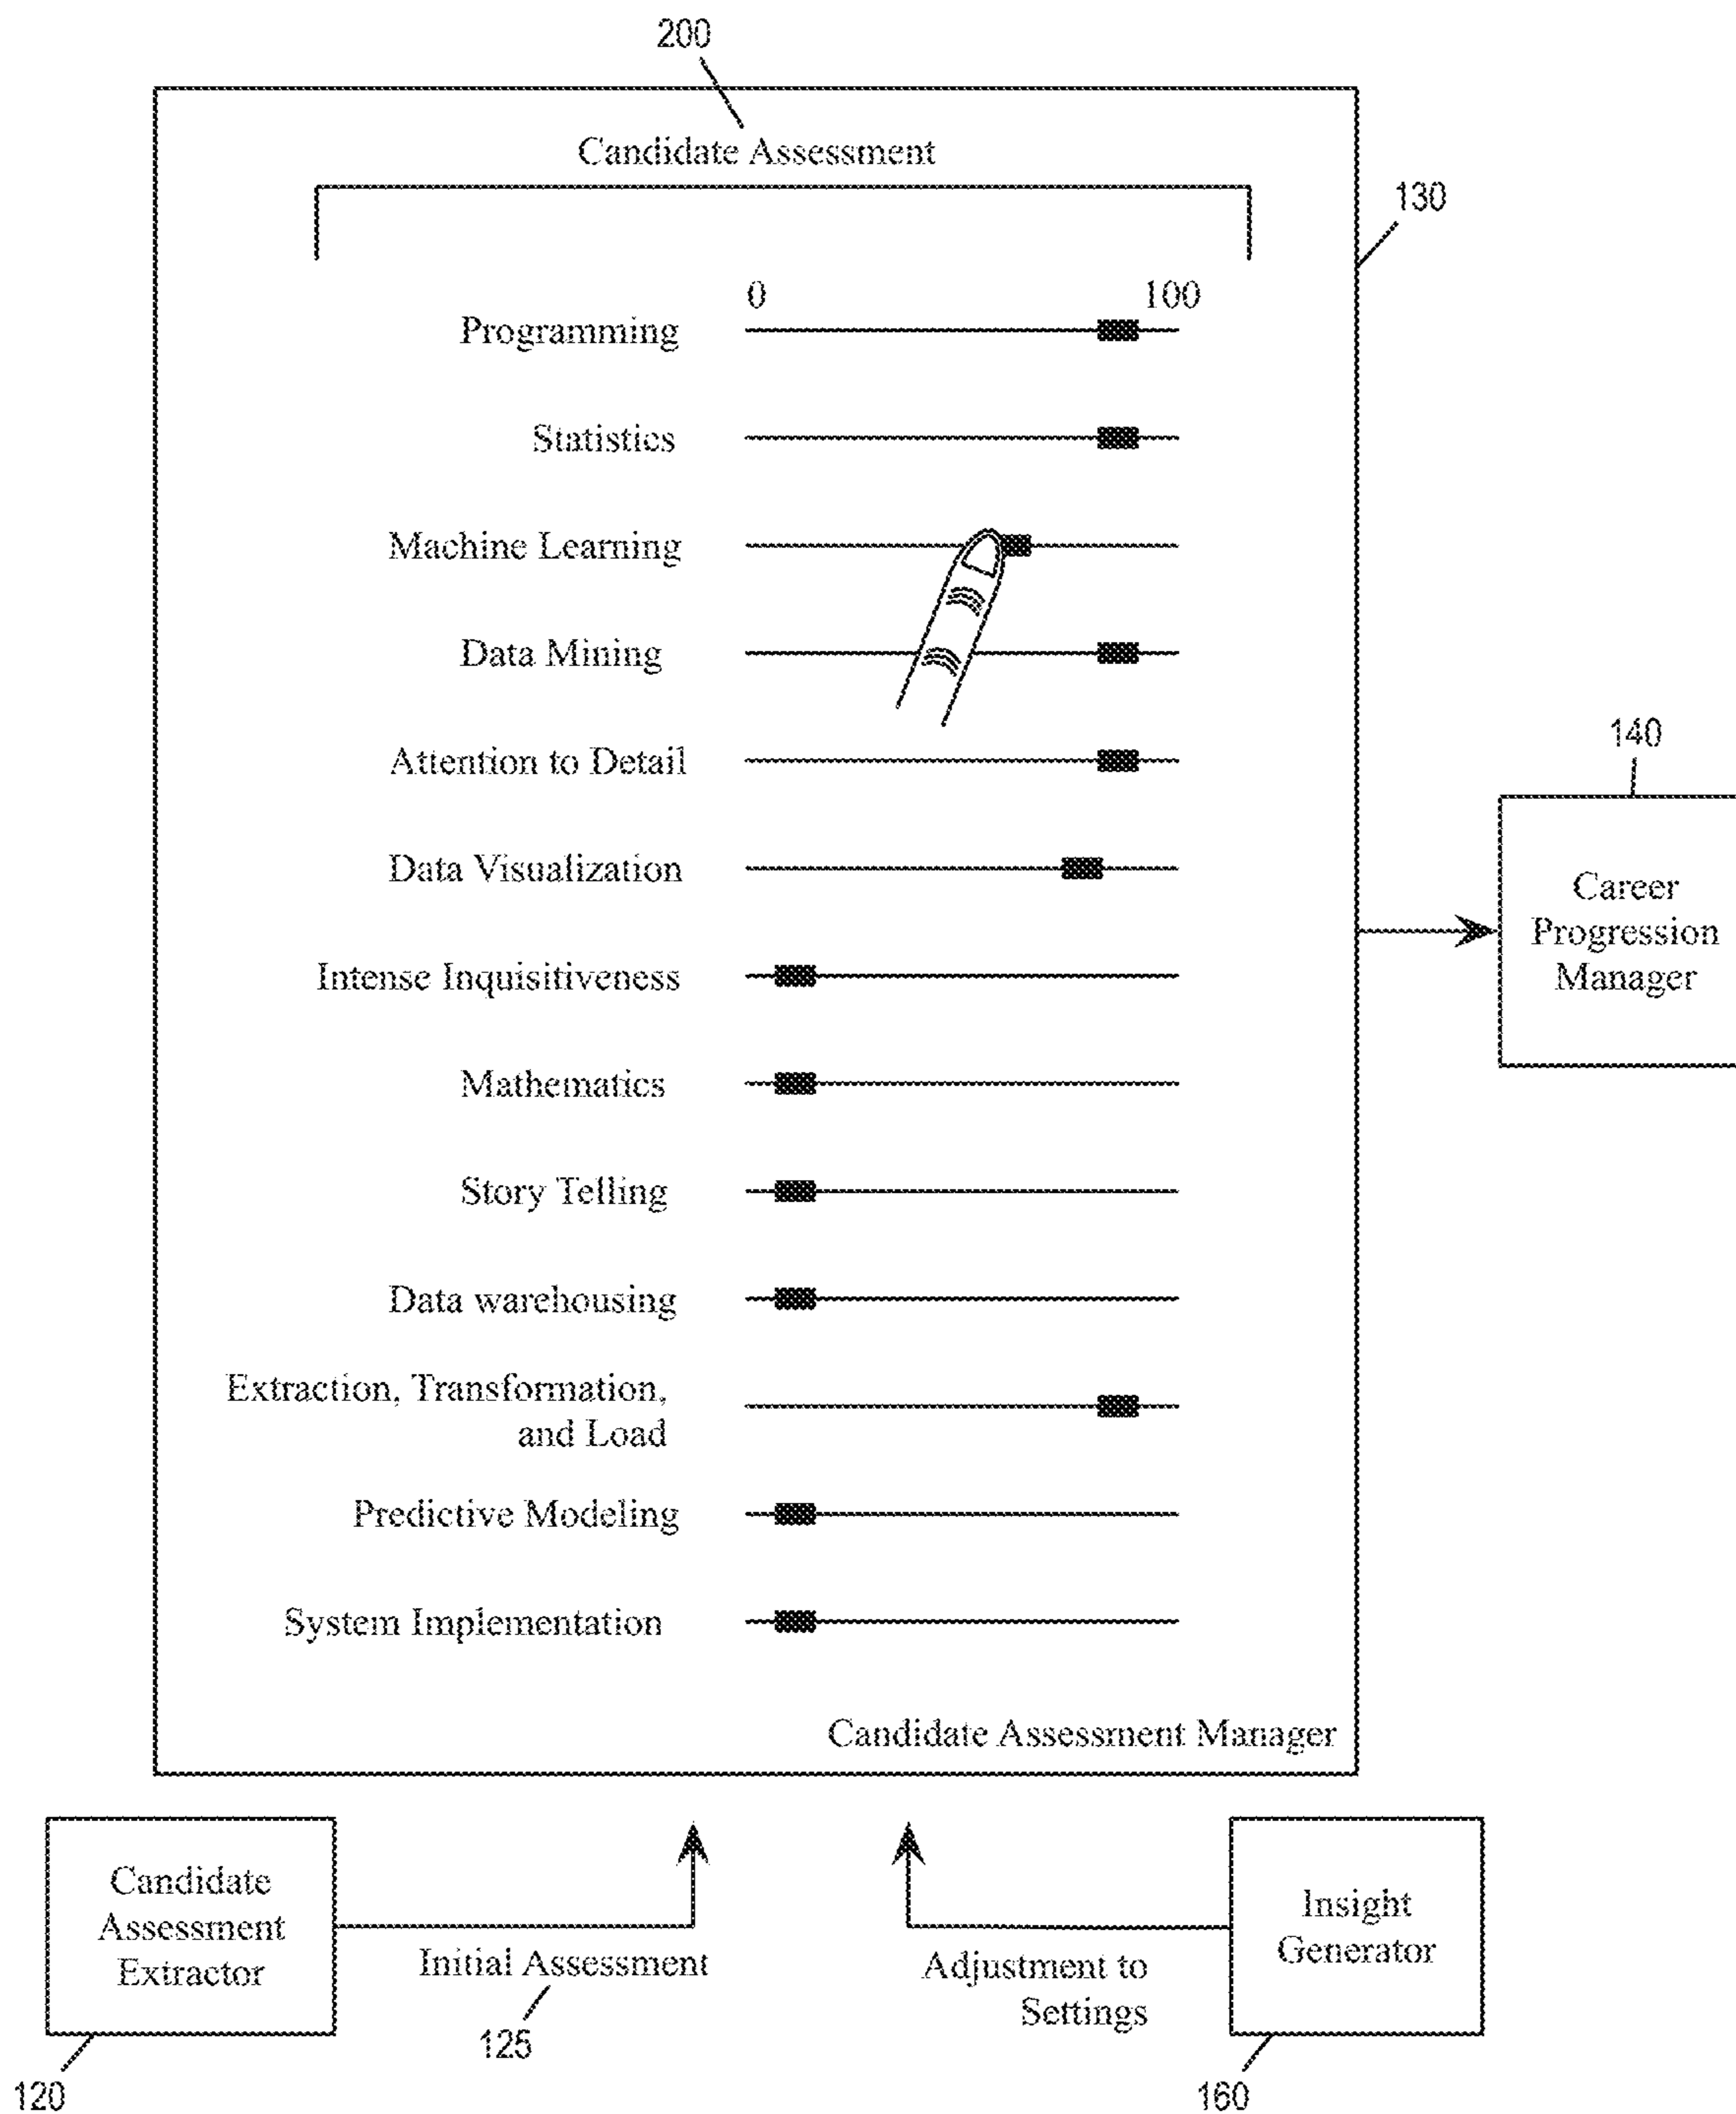 200
Candidate Assessment
130
0 100
Programming
Statistics
Machine Learning
Data Mining
Attention to Detail
140
Data Visualization
Career
Progression
Manager
Intense Inquisitiveness
Mathematics
Story Telling
Data warehousing
Extraction, Transformation,
and Load
Predictive Modeling
System Implementation
Candidate Assessment Manager
Candidate
Assessment
Extractor
Initial Assessment
125
120
Adjustment to
Settings
Insight
Generator
160